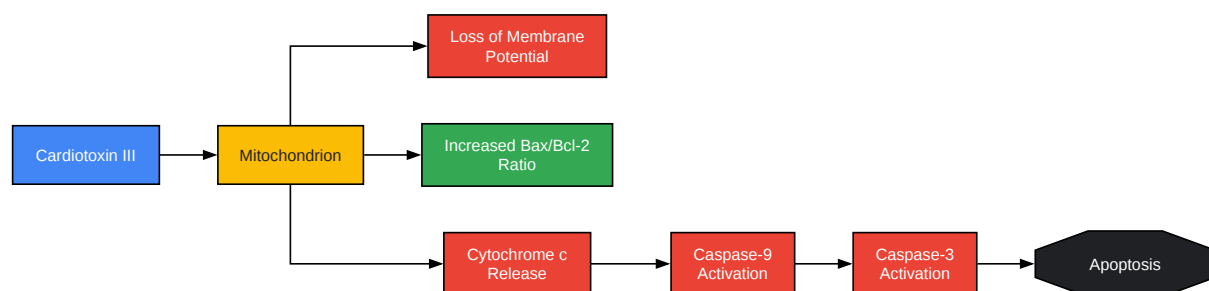 Loss of Membrane
Potential
Cardiotoxin III
Mitochondrion
Increased Bax/Bcl-2
Ratio
Cytochrome c
Release
Caspase-9
Activation
Caspase-3
Activation
Apoptosis